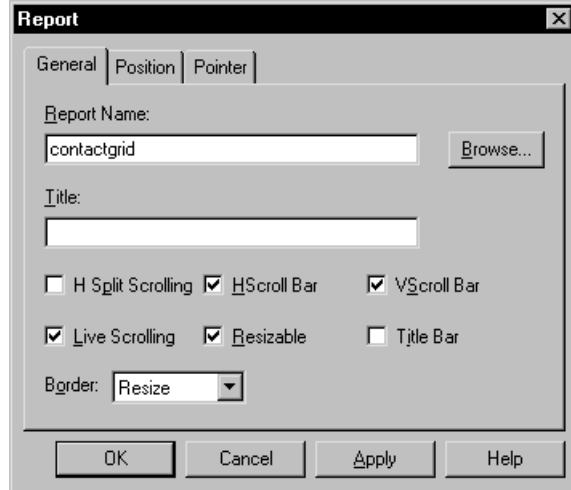 Report
General Position Pointer
Report Name:
contactgrid Browse...
Title:
H Split Scrolling HScroll Bar VScroll Bar
Live Scrolling Resizable Title Bar
Border: Resize
OK Cancel Apply Help